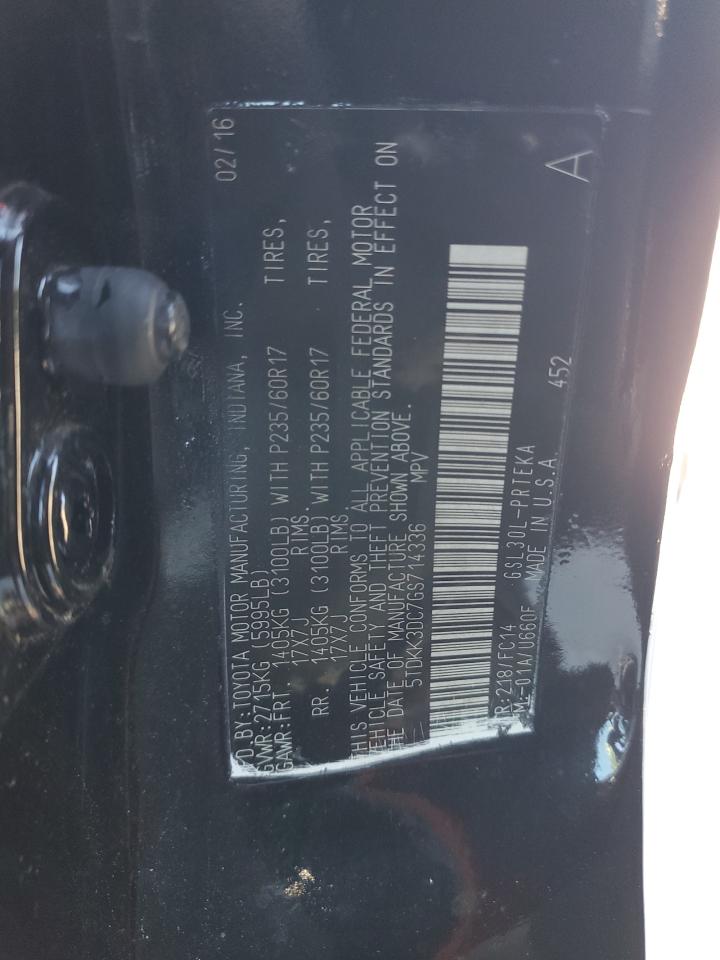 02/16
FD.BY:TOYOTA MOTOR MANUFACTURING, INDIANA, INC.
GVWR:2715KG (5995LB)
GAWR:FRT. 1405KG (3100LB) WITH P235/60R17 TIRES,
17X7J RIMS.
RR. 1405KG (3100LB) WITH P235/60R17 TIRES,
17X7J RIMS.
THIS VEHICLE CONFORMS TO ALL APPLICABLE FEDERAL MOTOR
VEHICLE SAFETY AND THEFT PREVENTION STANDARDS IN EFFECT ON
THE DATE OF MANUFACTURE SHOWN ABOVE.
5TDKK3DC7GS714336 MPV
A
R:218/FC14 GSL30L-PRTEKA 452
TM:-01A/U660F MADE IN U.S.A.